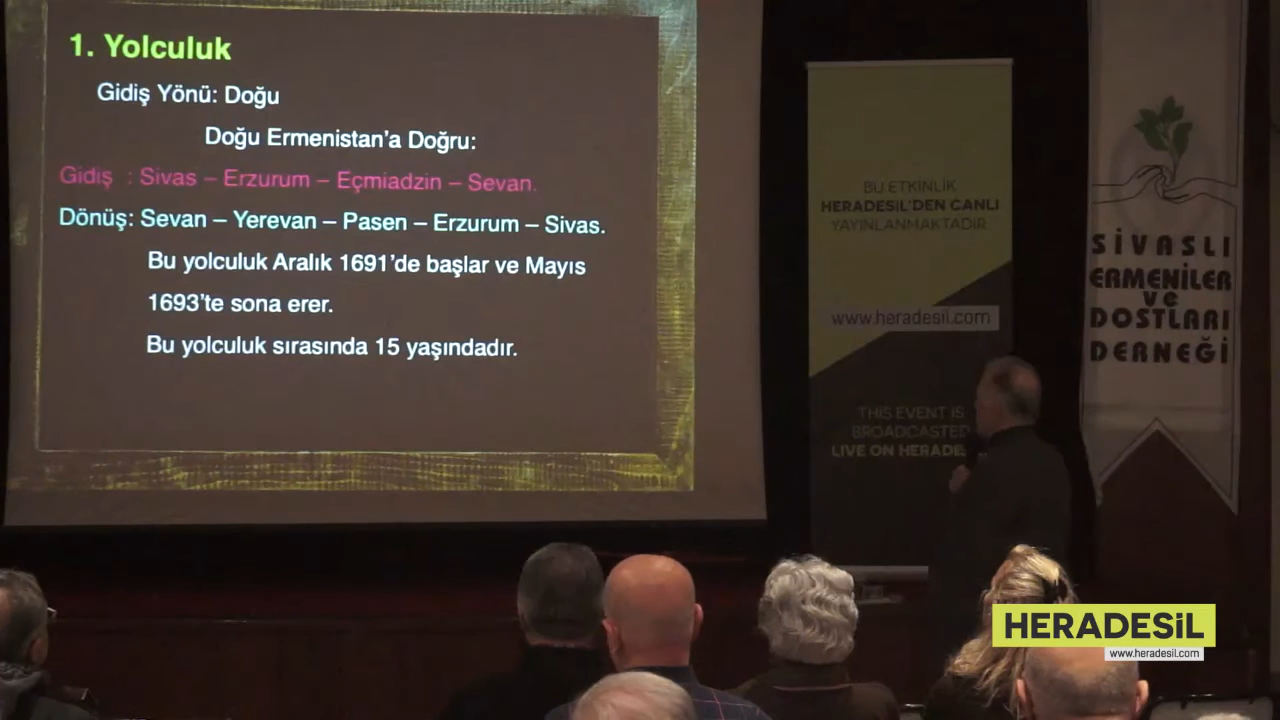 1. Yolculuk
Gidiş Yönü: Doğu
Doğu Ermenistan'a Doğru:
Gidiş : Sivas – Erzurum – Eçmiadzin – Sevan.
Dönüş: Sevan – Yerevan – Pasen – Erzurum – Sivas.
Bu yolculuk Aralık 1691'de başlar ve Mayıs
1693'te sona erer.
Bu yolculuk sırasında 15 yaşındadır.
BU ETKİNLİK
HERADESİL'DEN CANLI
YAYINLANMAKTADIR
www.heradesil.com
THIS EVENT IS
BROADCASTED
LIVE ON HERADE
SİVASLI
ERMENİLER
ve
DOSTLARI
DERNEĞİ
HERADESİL
www.heradesil.com